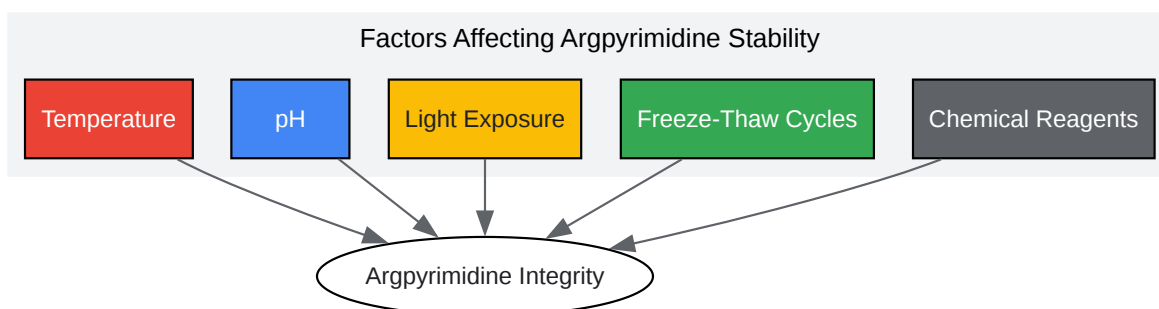 Factors Affecting Argpyrimidine Stability
Temperature
pH
Light Exposure
Freeze-Thaw Cycles
Chemical Reagents
Argpyrimidine Integrity